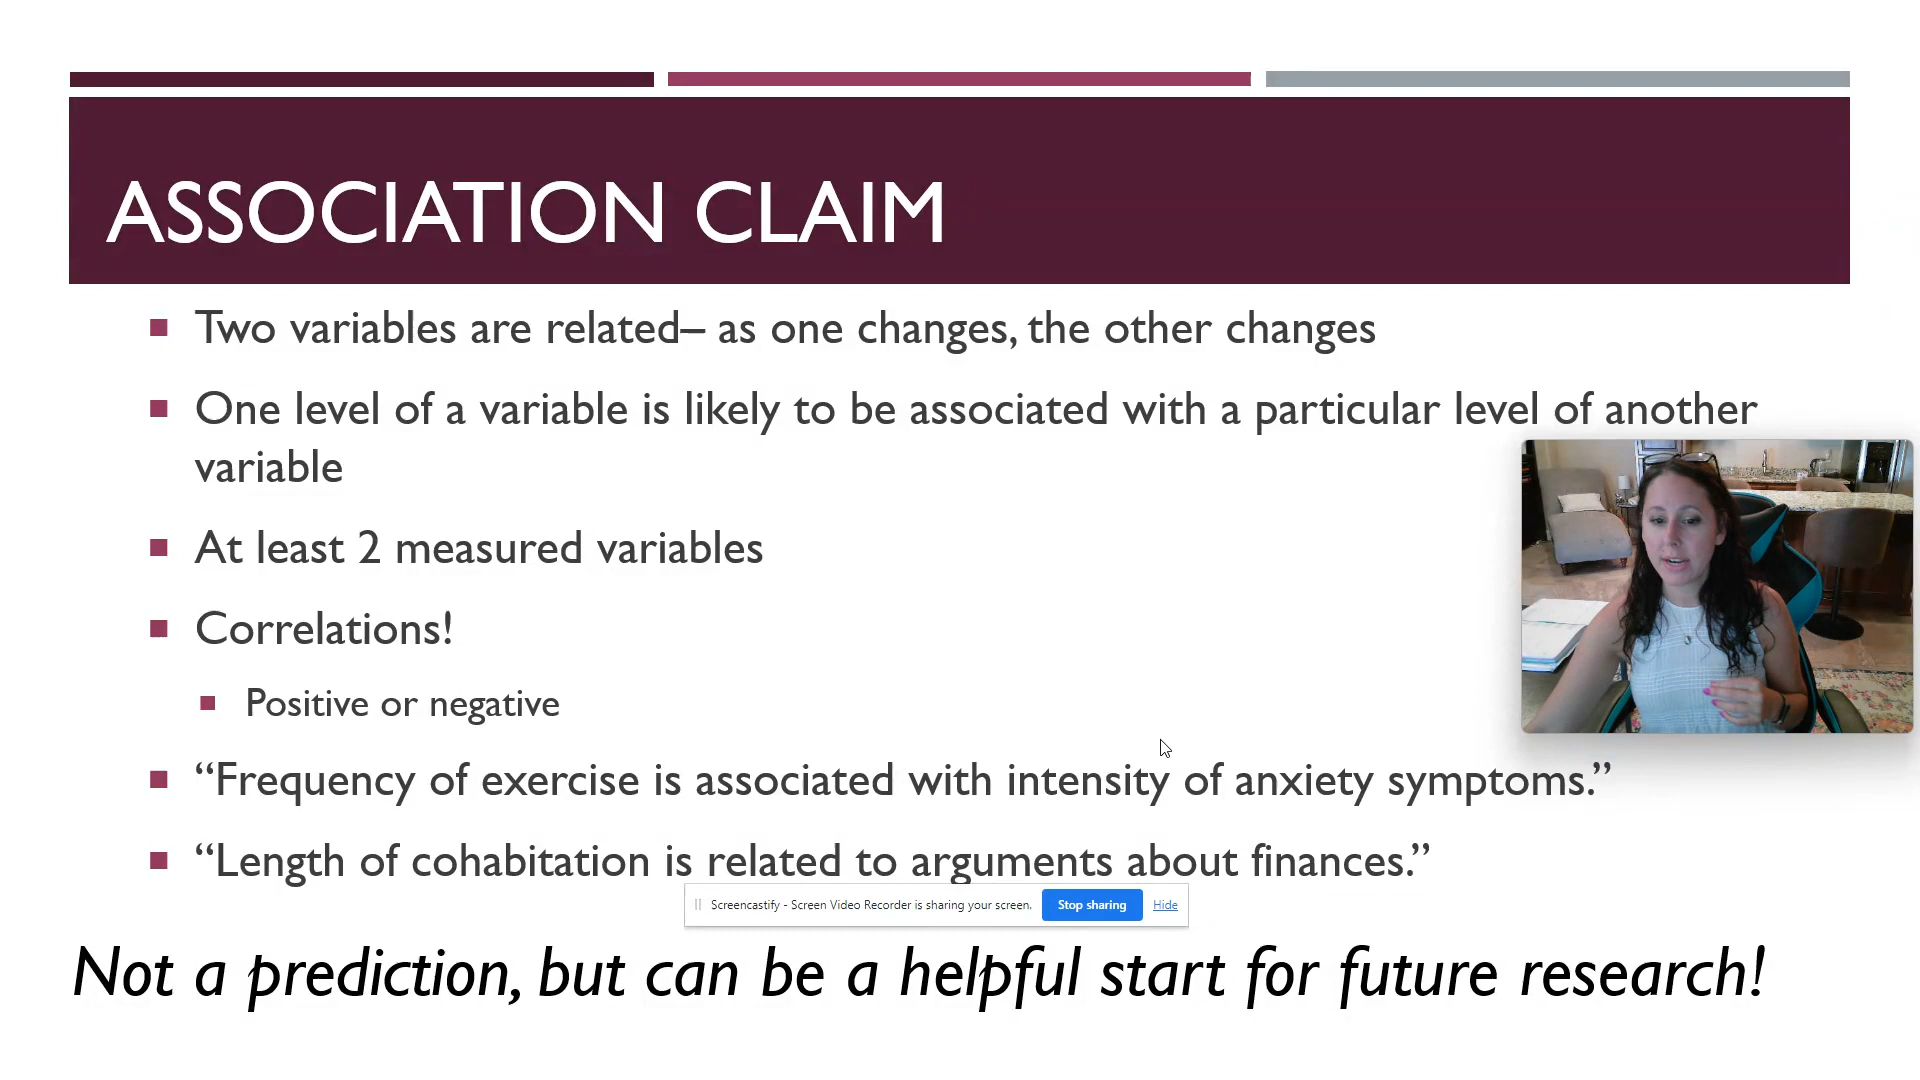 ASSOCIATION CLAIM
Two variables are related– as one changes, the other changes
One level of a variable is likely to be associated with a particular level of another
variable
At least 2 measured variables
Correlations!
Positive or negative
“Frequency of exercise is associated with intensity of anxiety symptoms.”
“Length of cohabitation is related to arguments about finances.”
Screencastify - Screen Video Recorder is sharing your screen. Stop sharing Hide
Not a prediction, but can be a helpful start for future research!